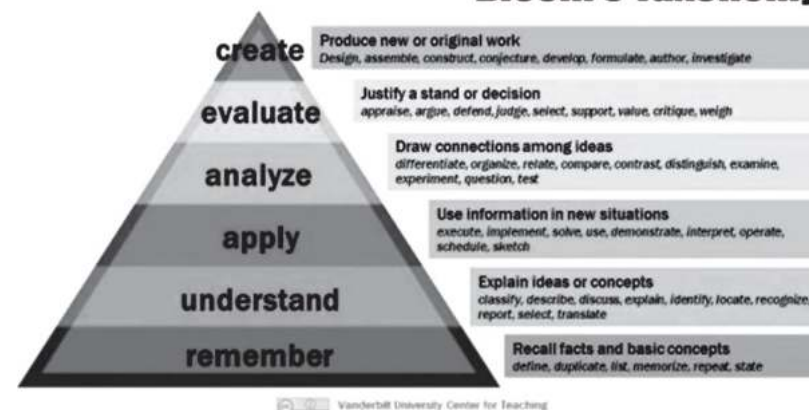 create
Produce new or original work
Design, assemble, construct, conjecture, develop, formulate, author, investigate
evaluate
Justify a stand or decision
appraise, argue, defend, judge, select, support, value, critique, weigh
analyze
Draw connections among ideas
differentiate, organize, relate, compare, contrast, distinguish, examine,
experiment, question, test
apply
Use information in new situations
execute, implement, solve, use, demonstrate, interpret, operate,
schedule, sketch
understand
Explain ideas or concepts
classify, describe, discuss, explain, identify, locate, recognize,
report, select, translate
remember
Recall facts and basic concepts
define, duplicate, list, memorize, repeat, state
Vanderbilt University Center for Teaching